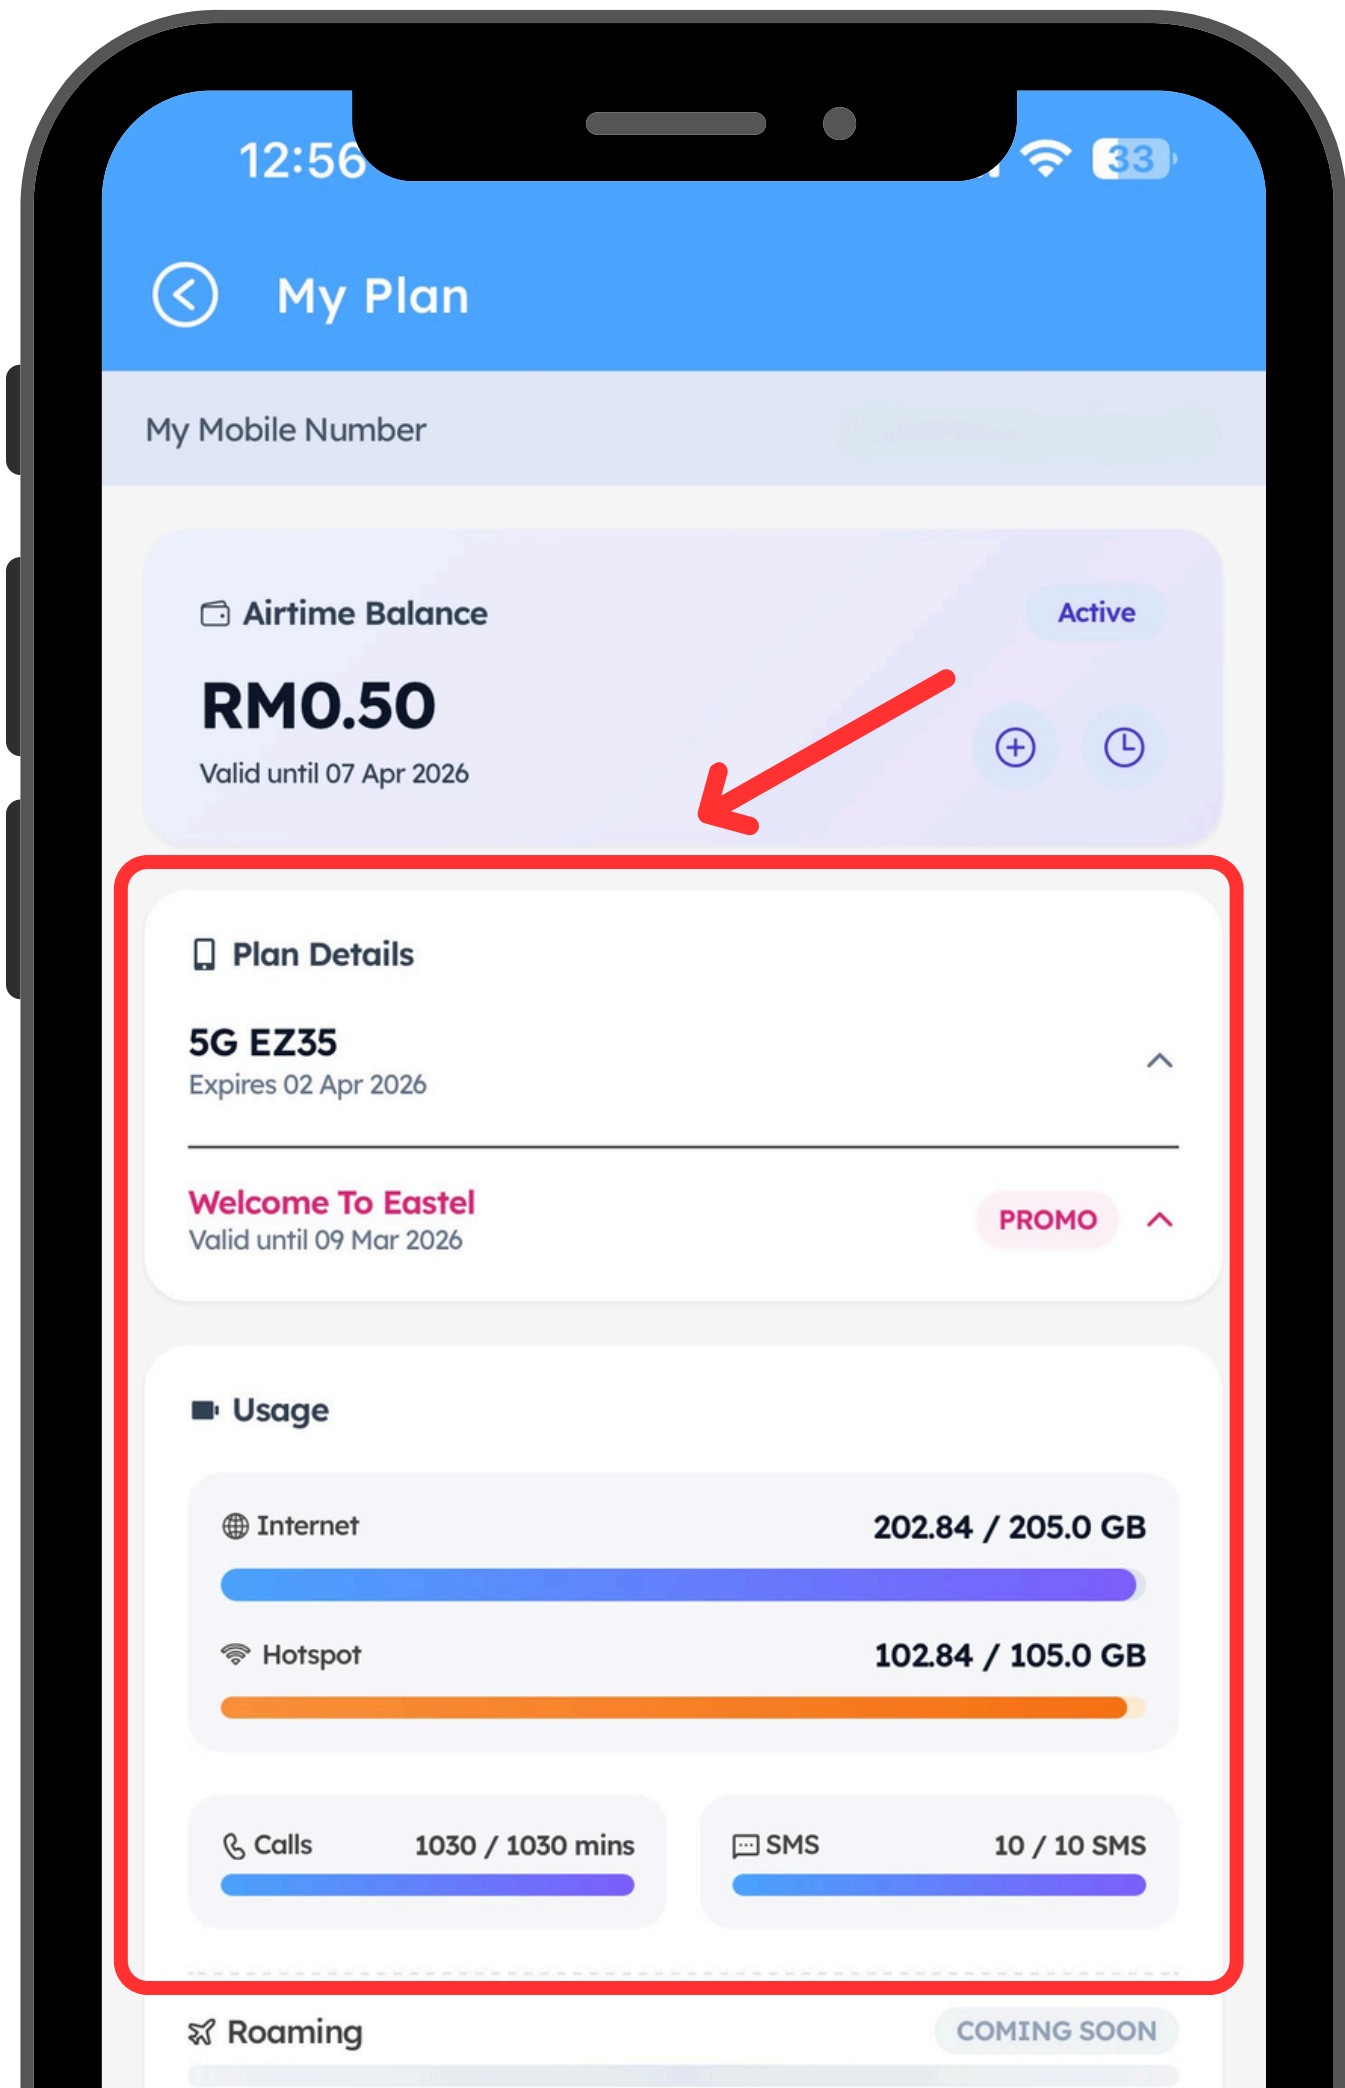 12:56
33
My Plan
My Mobile Number
Airtime Balance
Active
RM0.50
Valid until 07 Apr 2026
Plan Details
5G EZ35
Expires 02 Apr 2026
Welcome To Eastel
PROMO
Valid until 09 Mar 2026
Usage
Internet 202.84 / 205.0 GB
Hotspot 102.84 / 105.0 GB
Calls 1030 / 1030 mins
SMS 10 / 10 SMS
Roaming COMING SOON